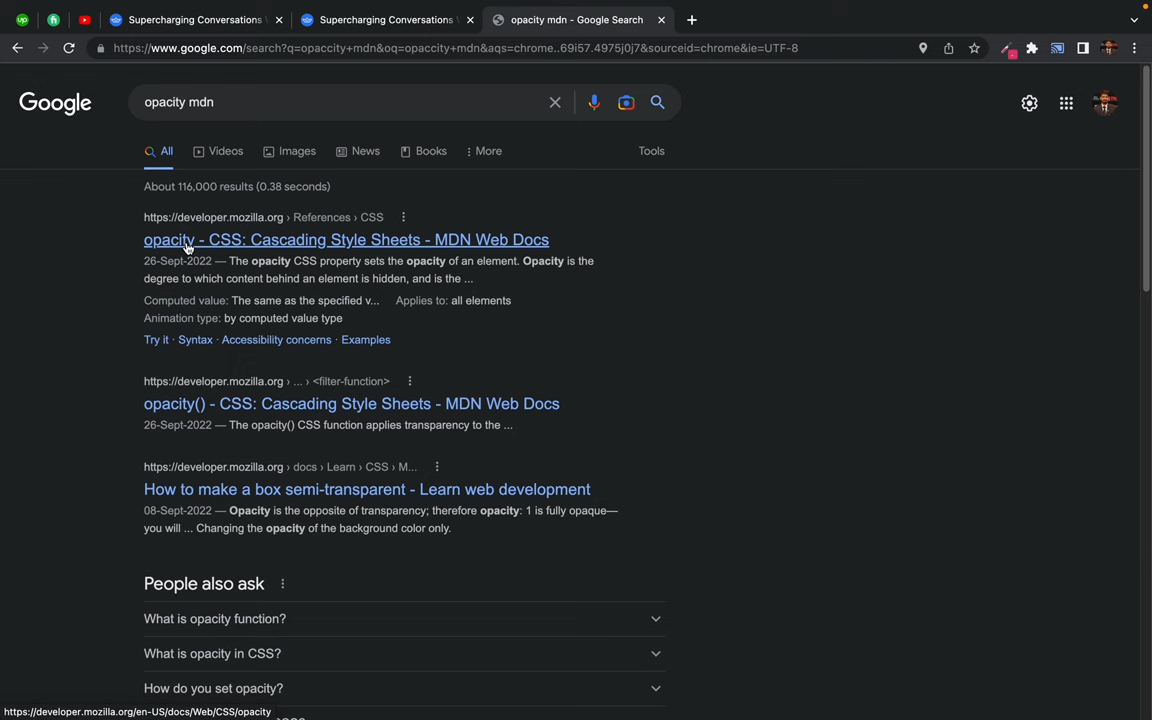 Supercharging Conversations
Supercharging Conversations
opacity mdn - Google Search
https://www.google.com/search?q=opaccity+mdn&oq=opaccity+mdn&aqs=chrome..69i57.4975j0j7&sourceid=chrome&ie=UTF-8
Google
opacity mdn
All
Videos
Images
News
Books
More
Tools
About 116,000 results (0.38 seconds)
https://developer.mozilla.org › References › CSS
opacity - CSS: Cascading Style Sheets - MDN Web Docs
26-Sept-2022 — The opacity CSS property sets the opacity of an element. Opacity is the
degree to which content behind an element is hidden, and is the ...
Computed value: The same as the specified v... Applies to: all elements
Animation type: by computed value type
Try it · Syntax · Accessibility concerns · Examples
https://developer.mozilla.org › ... › <filter-function>
opacity() - CSS: Cascading Style Sheets - MDN Web Docs
26-Sept-2022 — The opacity() CSS function applies transparency to the ...
https://developer.mozilla.org › docs › Learn › CSS › M...
How to make a box semi-transparent - Learn web development
08-Sept-2022 — Opacity is the opposite of transparency; therefore opacity: 1 is fully opaque—
you will ... Changing the opacity of the background color only.
People also ask
What is opacity function?
What is opacity in CSS?
How do you set opacity?
https://developer.mozilla.org/en-US/docs/Web/CSS/opacity